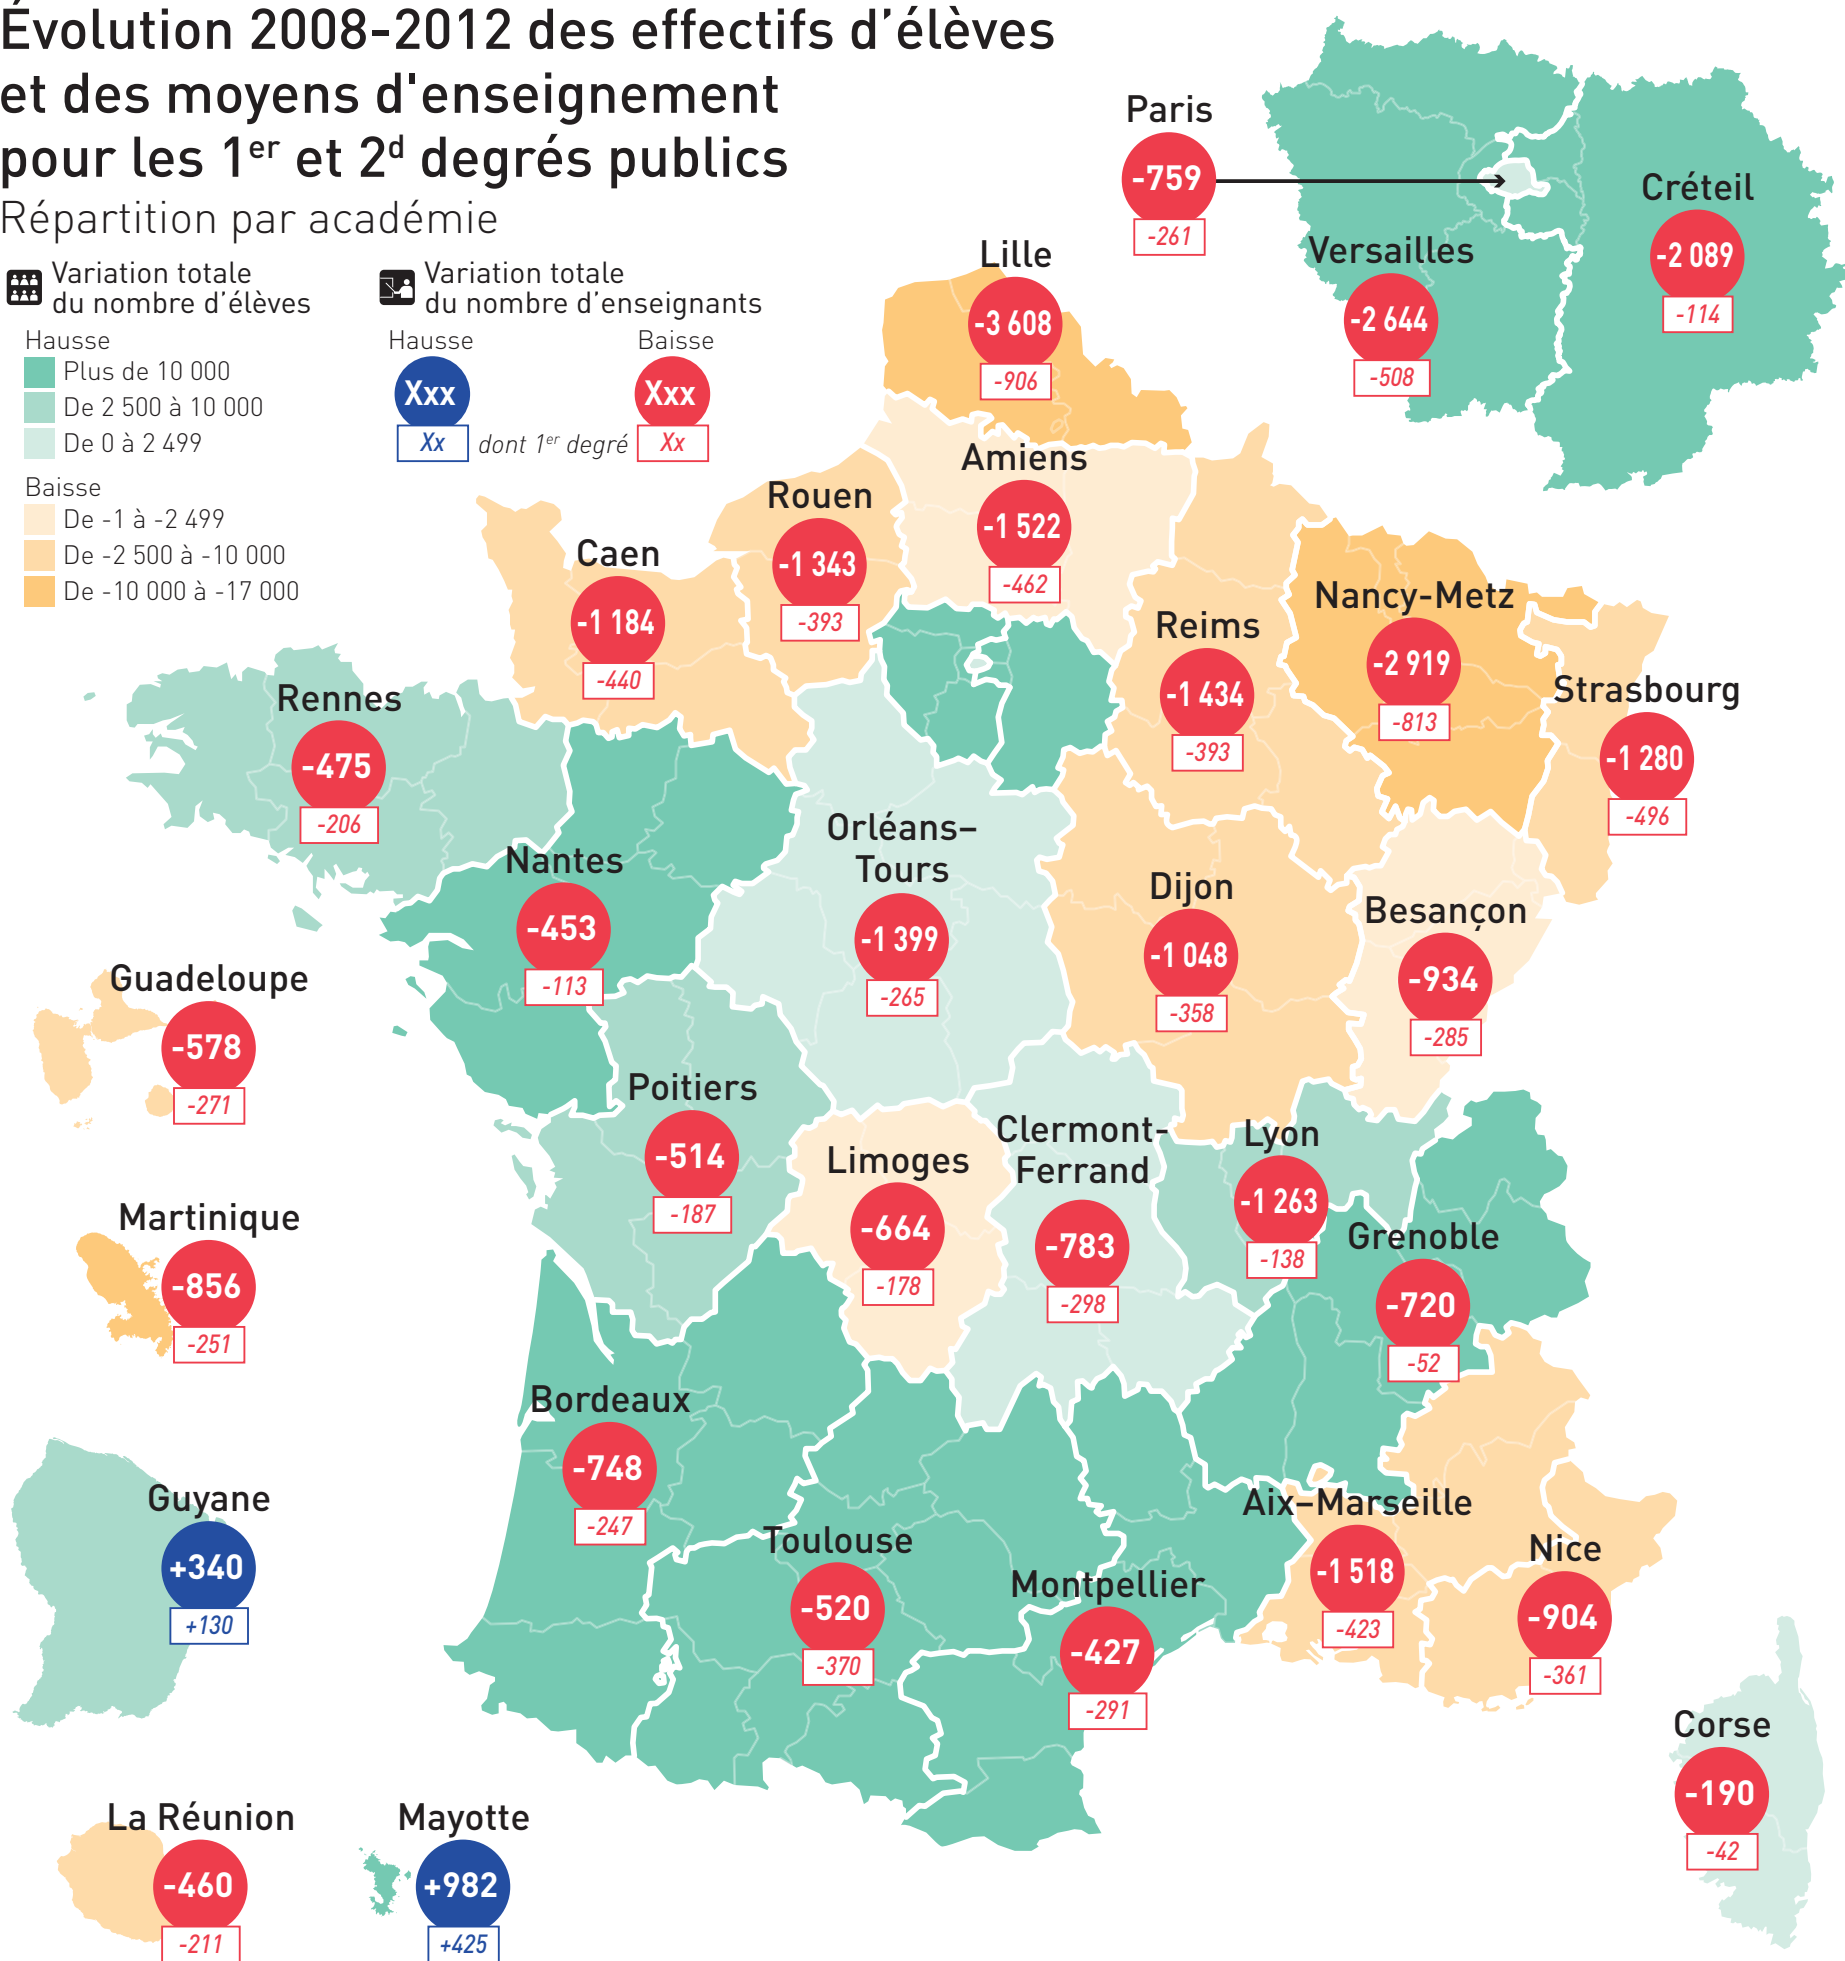 Évolution 2008-2012 des effectifs d’élèves
et des moyens d'enseignement
pour les 1er et 2d degrés publics
Répartition par académie
Variation totale
du nombre d’élèves
Hausse
Plus de 10 000
De 2 500 à 10 000
De 0 à 2 499
Baisse
De -1 à -2 499
De -2 500 à -10 000
De -10 000 à -17 000
Variation totale
du nombre d’enseignants
Hausse
Baisse
Xxx
Xxx
Xx
dont 1er degré
Xx
Paris
-759
-261
Créteil
-2 089
-114
Versailles
-2 644
-508
Lille
-3 608
-906
Amiens
-1 522
-462
Rouen
-1 343
-393
Caen
-1 184
-440
Nancy-Metz
-2 919
-813
Reims
-1 434
-393
Strasbourg
-1 280
-496
Rennes
-475
-206
Nantes
-453
-113
Orléans–
Tours
-1 399
-265
Dijon
-1 048
-358
Besançon
-934
-285
Guadeloupe
-578
-271
Poitiers
-514
-187
Limoges
-664
-178
Clermont-
Ferrand
-783
-298
Lyon
-1 263
-138
Grenoble
-720
-52
Martinique
-856
-251
Bordeaux
-748
-247
Guyane
+340
+130
Toulouse
-520
-370
Montpellier
-427
-291
Aix–Marseille
-1 518
-423
Nice
-904
-361
Corse
-190
-42
La Réunion
-460
-211
Mayotte
+982
+425